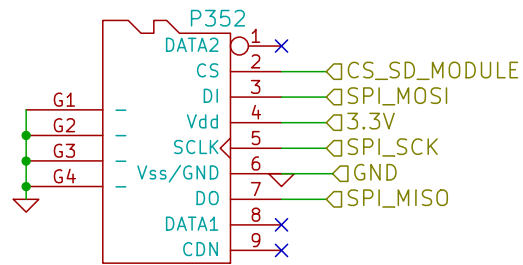 P352
DATA2 1
CS 2 CS_SD_MODULE
G1 DI 3 SPI_MOSI
G2 Vdd 4 3.3V
G3 SCLK 5 SPI_SCK
G4 Vss/GND 6 GND
DO 7 SPI_MISO
DATA1 8
CDN 9